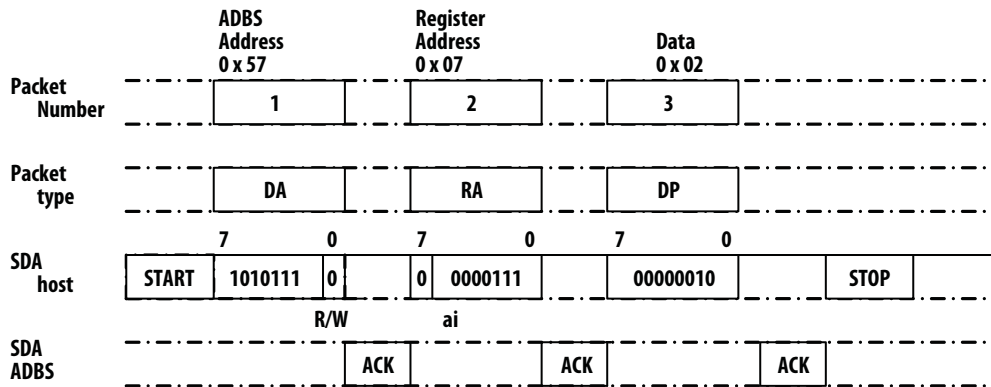 ADBS
Address
0 x 57
Register
Address
0 x 07
Data
0 x 02
Packet
Number
1
2
3
Packet
type
DA
RA
DP
7 0 7 0 7 0
SDA
host
START 1010111 0 0 0000111 00000010 STOP
R/W ai
SDA
ADBS
ACK ACK ACK